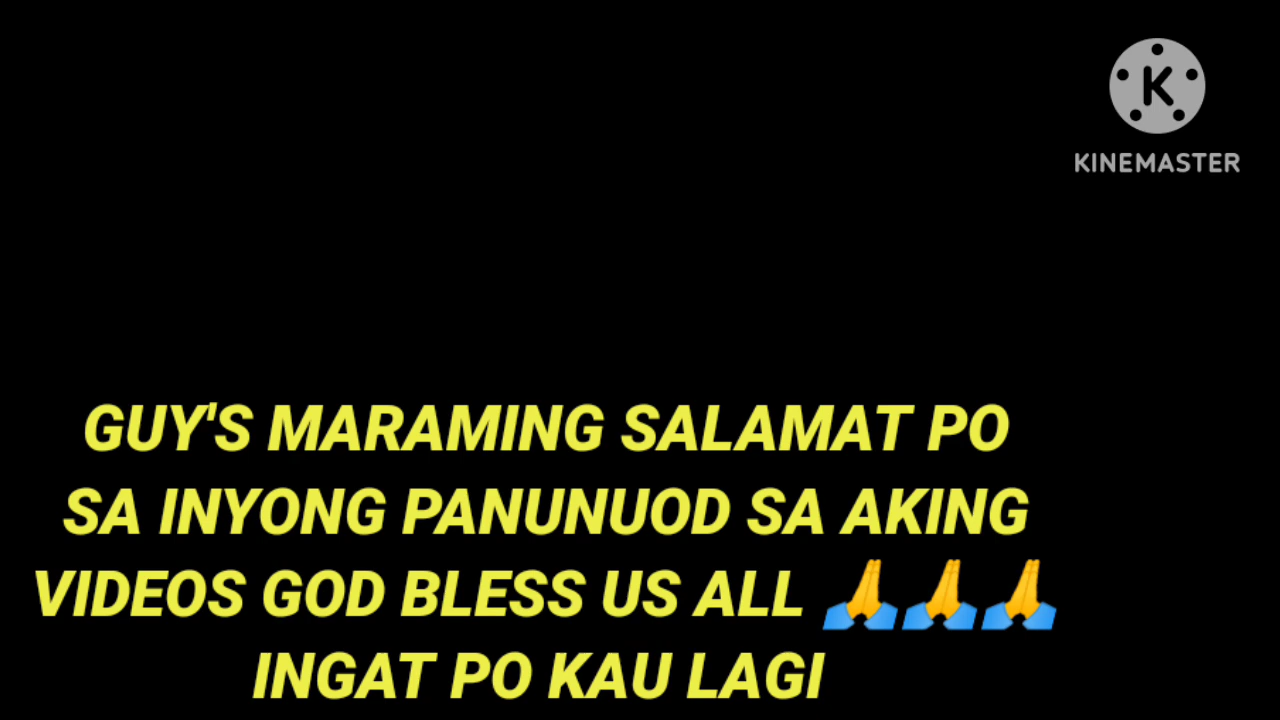 KINEMASTER
GUY'S MARAMING SALAMAT PO
SA INYONG PANUNUOD SA AKING
VIDEOS GOD BLESS US ALL 🙏🙏🙏
INGAT PO KAU LAGI